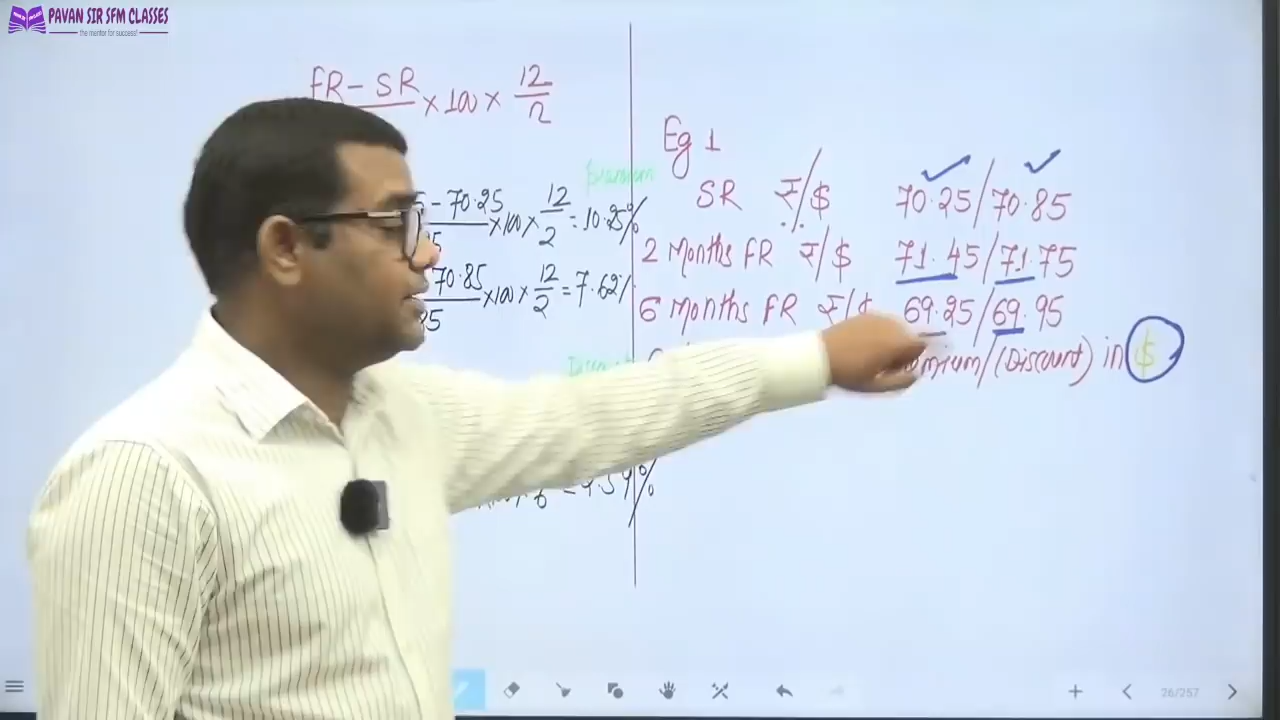 PAVAN SIR SFM CLASSES
the mentor for success!
FR - SR × 100 × 12/n
- 70.25 × 100 × 12/2 = 10.25%
70.85 × 100 × 12/2 = 7.62%
Eg 1
SR ₹/$ 70.25/70.85
2 Months FR ₹/$ 71.45/71.75
6 Months FR ₹/$ 69.25/69.95
/(Discount) in $
26/257